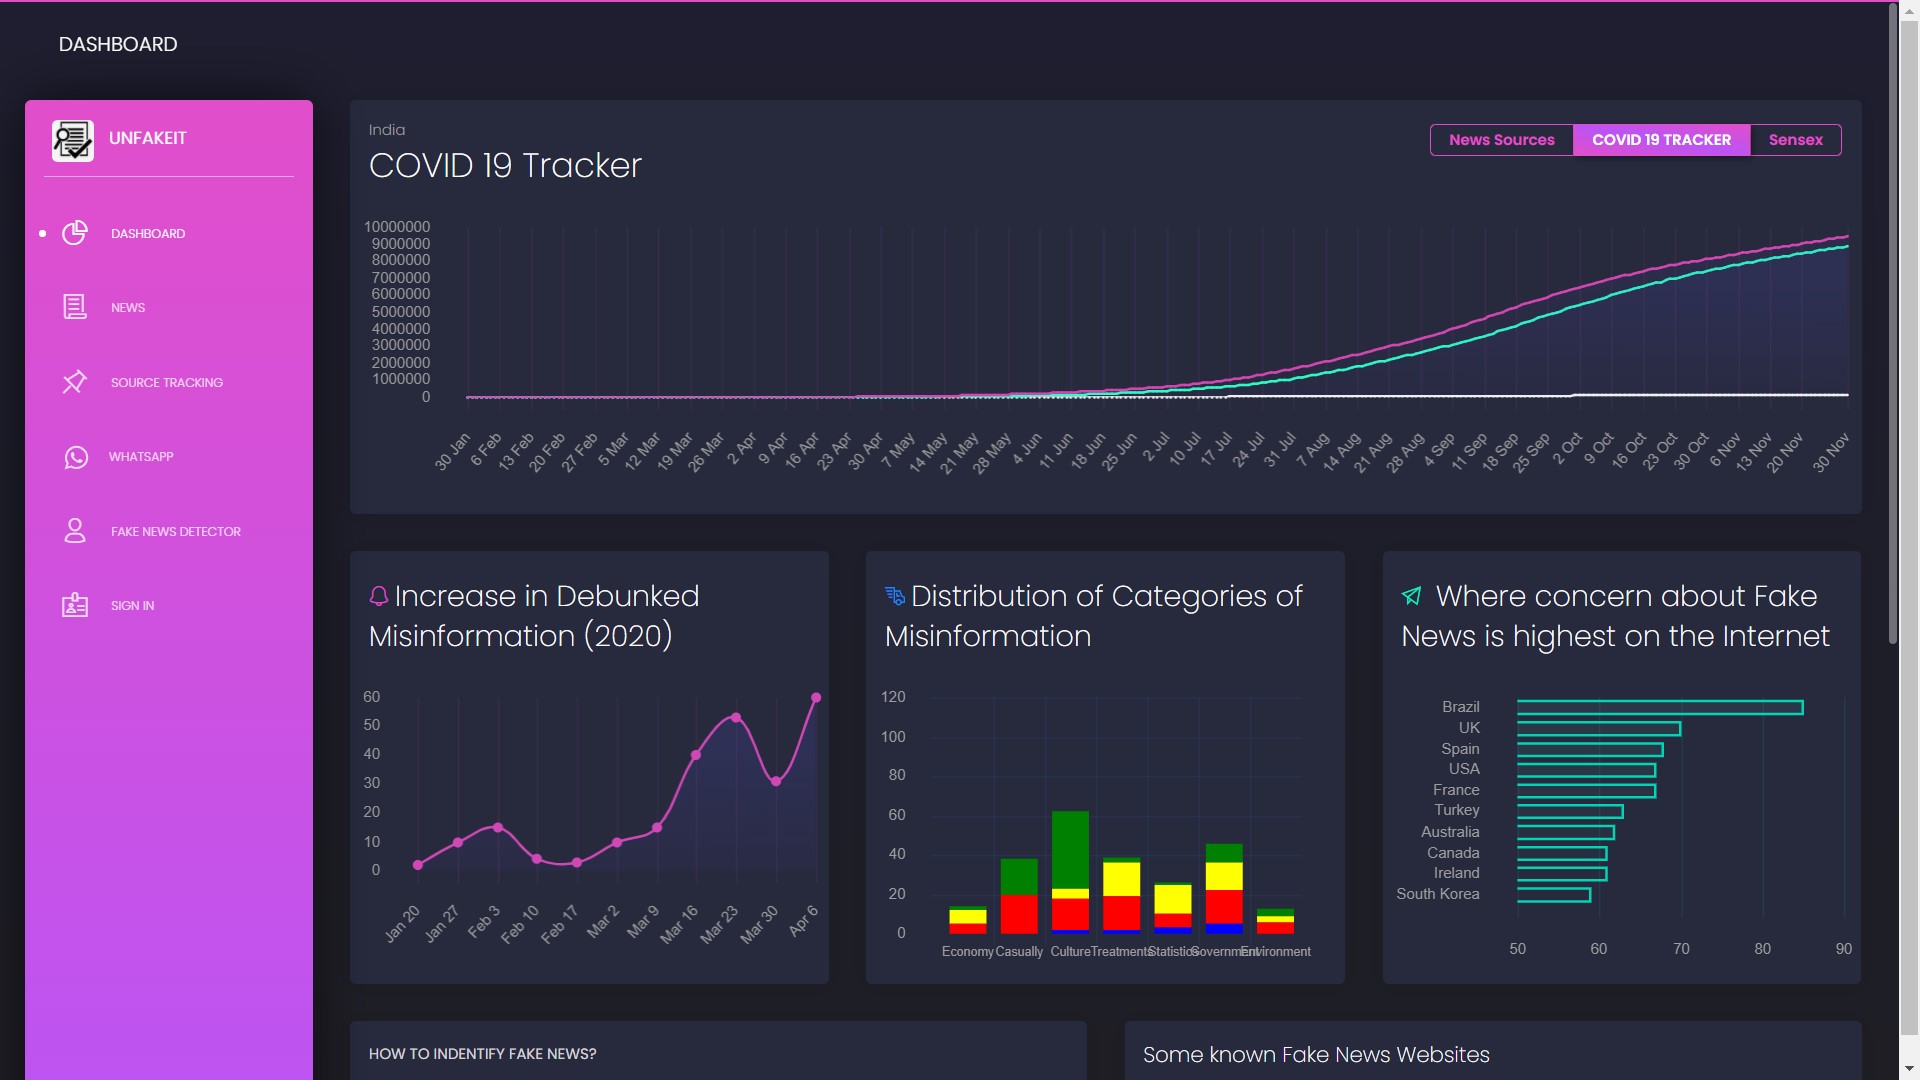 DASHBOARD
UNFAKEIT
DASHBOARD
NEWS
SOURCE TRACKING
WHATSAPP
FAKE NEWS DETECTOR
SIGN IN
India
COVID 19 Tracker
News Sources COVID 19 TRACKER Sensex
10000000
9000000
8000000
7000000
6000000
5000000
4000000
3000000
2000000
1000000
0
30 Jan 6 Feb 13 Feb 20 Feb 27 Feb 5 Mar 12 Mar 19 Mar 26 Mar 2 Apr 9 Apr 16 Apr 23 Apr 30 Apr 7 May 14 May 21 May 28 May 4 Jun 11 Jun 18 Jun 25 Jun 2 Jul 10 Jul 17 Jul 24 Jul 31 Jul 7 Aug 14 Aug 21 Aug 28 Aug 4 Sep 11 Sep 18 Sep 25 Sep 2 Oct 9 Oct 16 Oct 23 Oct 30 Oct 6 Nov 13 Nov 20 Nov 30 Nov
Increase in Debunked
Misinformation (2020)
60
50
40
30
20
10
0
Jan 20 Jan 27 Feb 3 Feb 10 Feb 17 Mar 2 Mar 9 Mar 16 Mar 23 Mar 30 Apr 6
Distribution of Categories of
Misinformation
120
100
80
60
40
20
0
Economy Casually Culture Treatments Statistics Government Environment
Where concern about Fake
News is highest on the Internet
Brazil
UK
Spain
USA
France
Turkey
Australia
Canada
Ireland
South Korea
50 60 70 80 90
HOW TO INDENTIFY FAKE NEWS?
Some known Fake News Websites